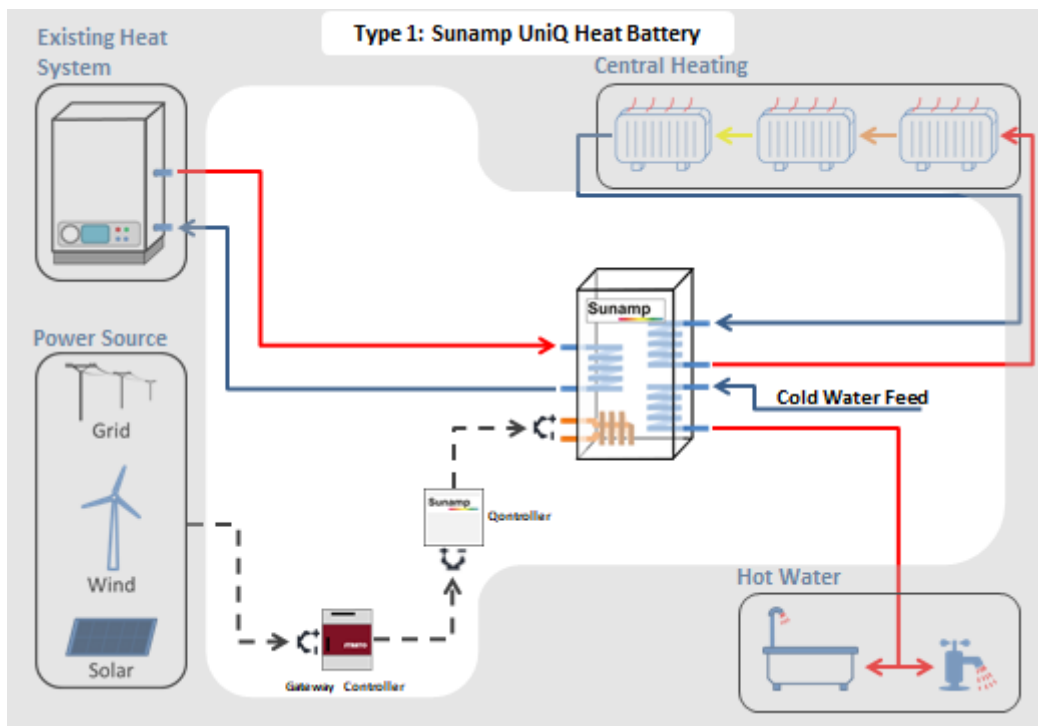 Type 1: Sunamp UniQ Heat Battery
Existing Heat
System
Central Heating
Sunamp
Power Source
Grid
Wind
Solar
Cold Water Feed
Sunamp
Qontroller
Gateway Controller
Hot Water